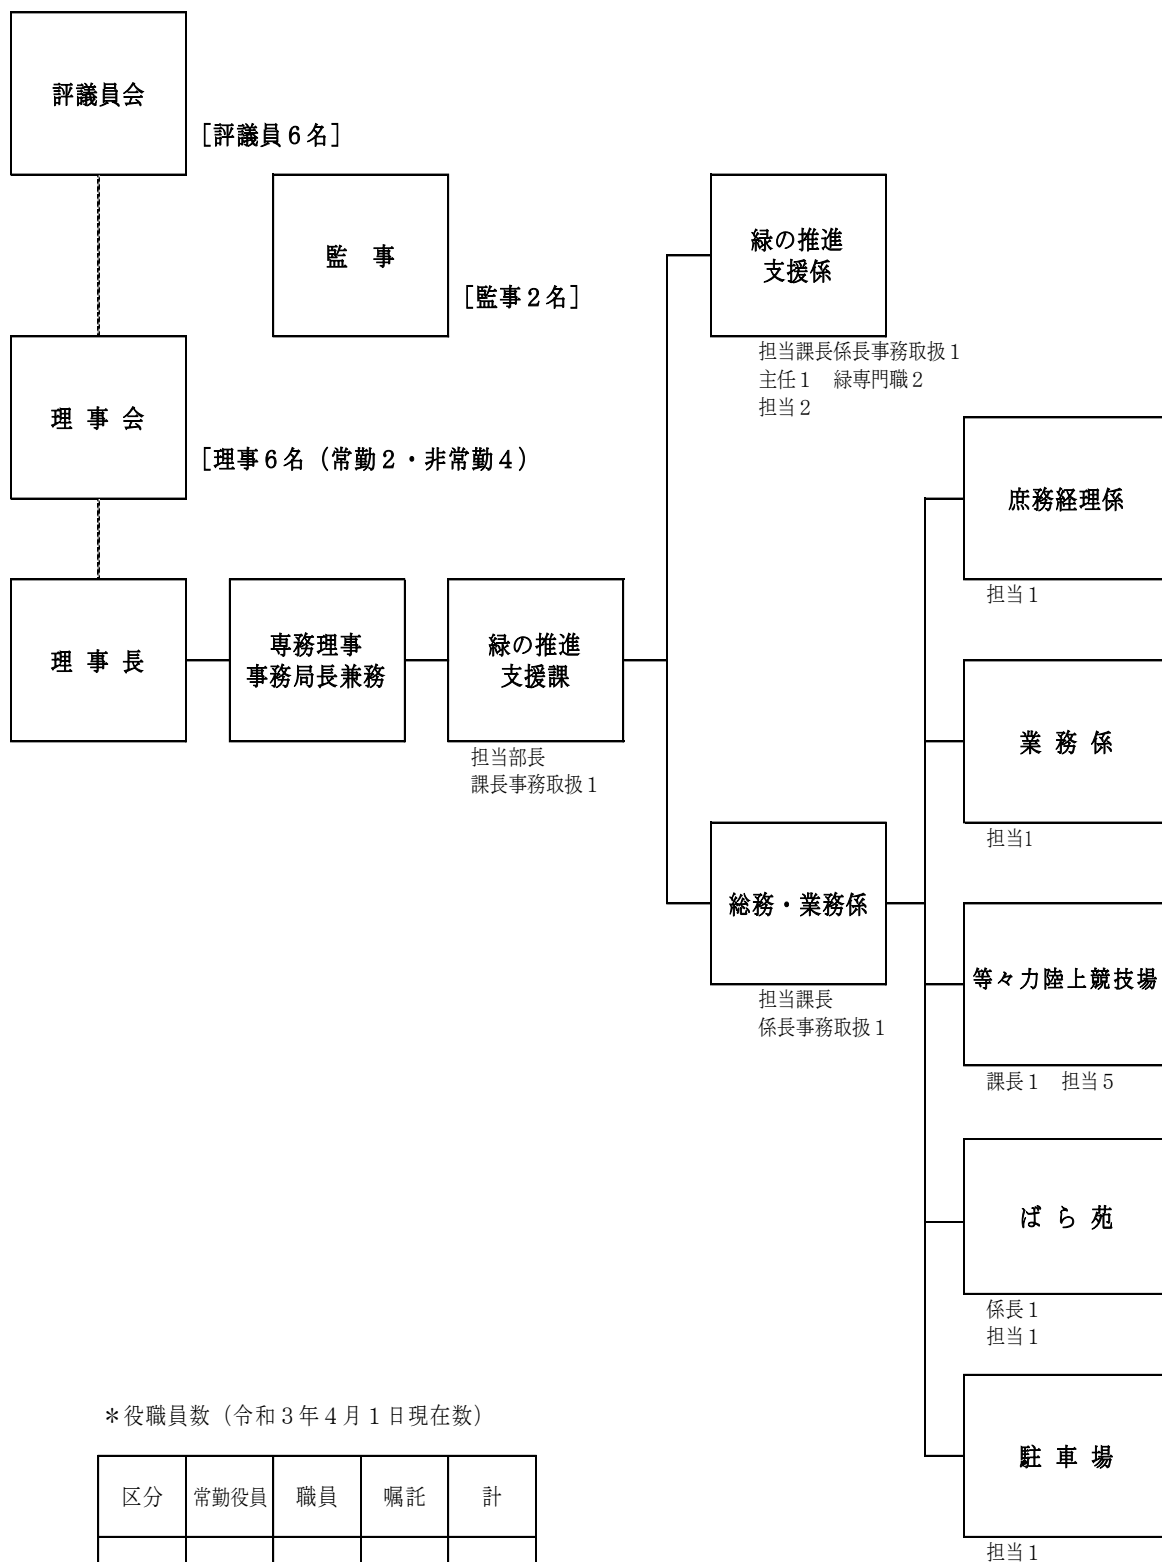 評議員会
［評議員６名］
監　事
［監事２名］
理 事 会
［理事６名（常勤２・非常勤４）
理 事 長
専務理事
事務局長兼務
緑の推進
支援課
担当部長
課長事務取扱１
緑の推進
支援係
担当課長係長事務取扱１
主任１　緑専門職２
担当２
総務・業務係
担当課長
係長事務取扱１
庶務経理係
担当１
業 務 係
担当1
等々力陸上競技場
課長１　担当５
ばら苑
係長１
担当１
駐 車 場
担当１
＊役職員数（令和３年４月１日現在数）
区分　常勤役員　職員　嘱託　計